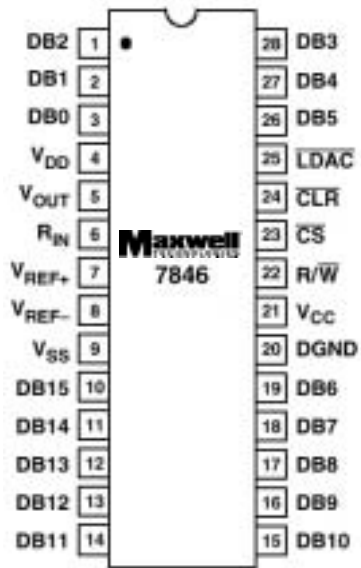 DB2 1 28 DB3
DB1 2 27 DB4
DB0 3 26 DB5
VDD 4 25 LDAC
VOUT 5 24 CLR
RIN 6 Maxwell 23 CS
VREF+ 7 7846 22 R/W
VREF– 8 21 VCC
VSS 9 20 DGND
DB15 10 19 DB6
DB14 11 18 DB7
DB13 12 17 DB8
DB12 13 16 DB9
DB11 14 15 DB10